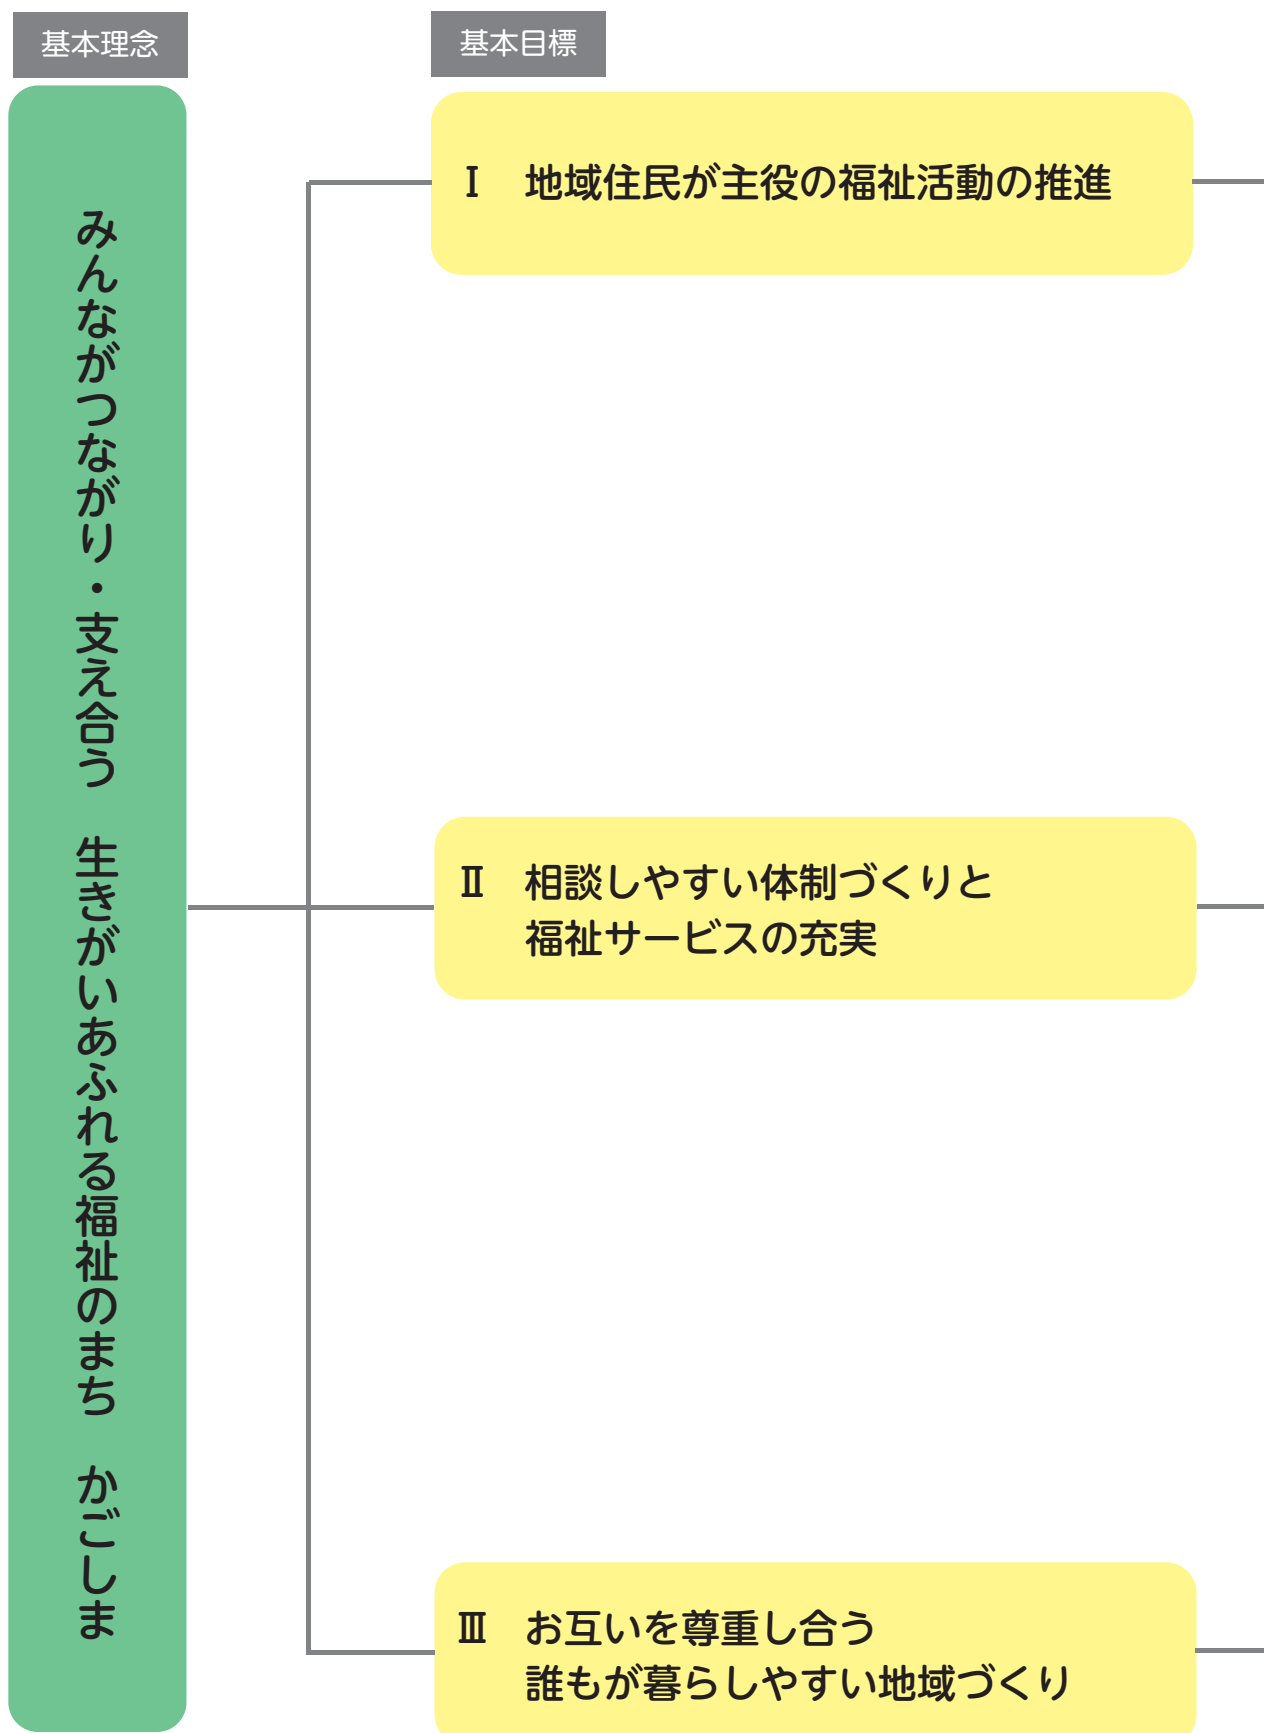 基本理念
基本目標
みんながつながり・支え合う　生きがいあふれる福祉のまち　かごしま
Ⅰ　地域住民が主役の福祉活動の推進
Ⅱ　相談しやすい体制づくりと
福祉サービスの充実
Ⅲ　お互いを尊重し合う
誰もが暮らしやすい地域づくり